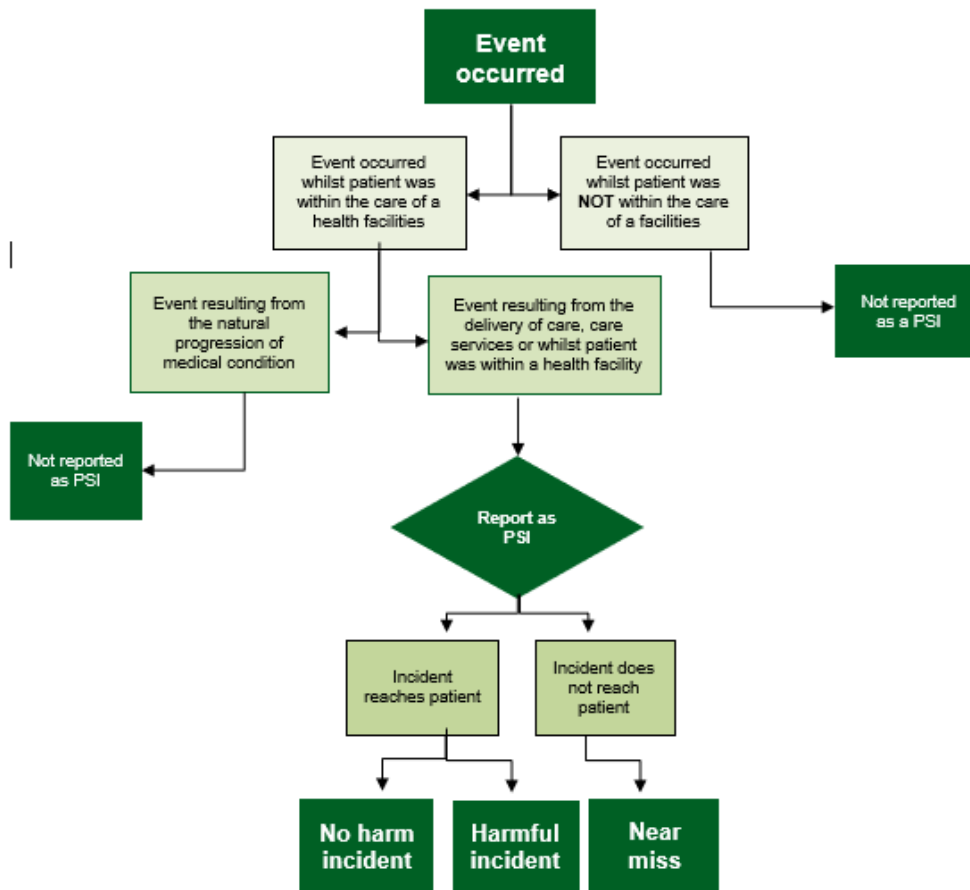 Event
occurred
Event occurred
whilst patient was
within the care of a
health facilities
Event occurred
whilst patient was
NOT within the care
of a facilities
Event resulting from
the natural
progression of
medical condition
Event resulting from the
delivery of care, care
services or whilst patient
was within a health facility
Not reported
as a PSI
Not reported
as PSI
Report as
PSI
Incident
reaches patient
Incident does
not reach
patient
No harm
incident
Harmful
incident
Near
miss